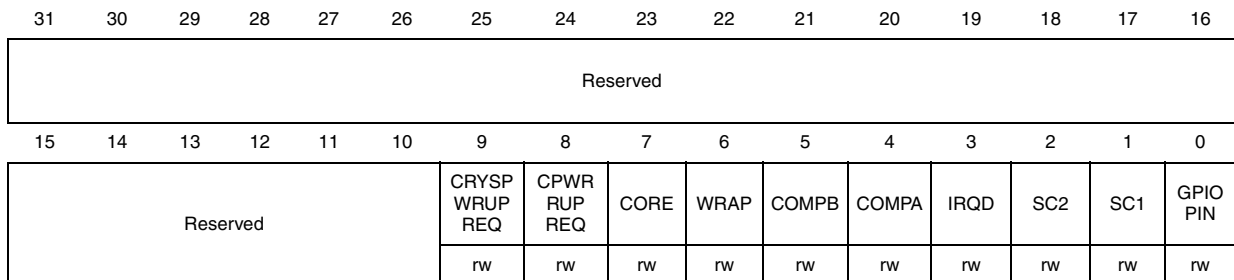 31 30 29 28 27 26 25 24 23 22 21 20 19 18 17 16
Reserved
15 14 13 12 11 10 9 8 7 6 5 4 3 2 1 0
Reserved
CRYSP
WRUP
REQ
CPWR
RUP
REQ
CORE
WRAP
COMPB
COMPA
IRQD
SC2
SC1
GPIO
PIN
rw rw rw rw rw rw rw rw rw rw